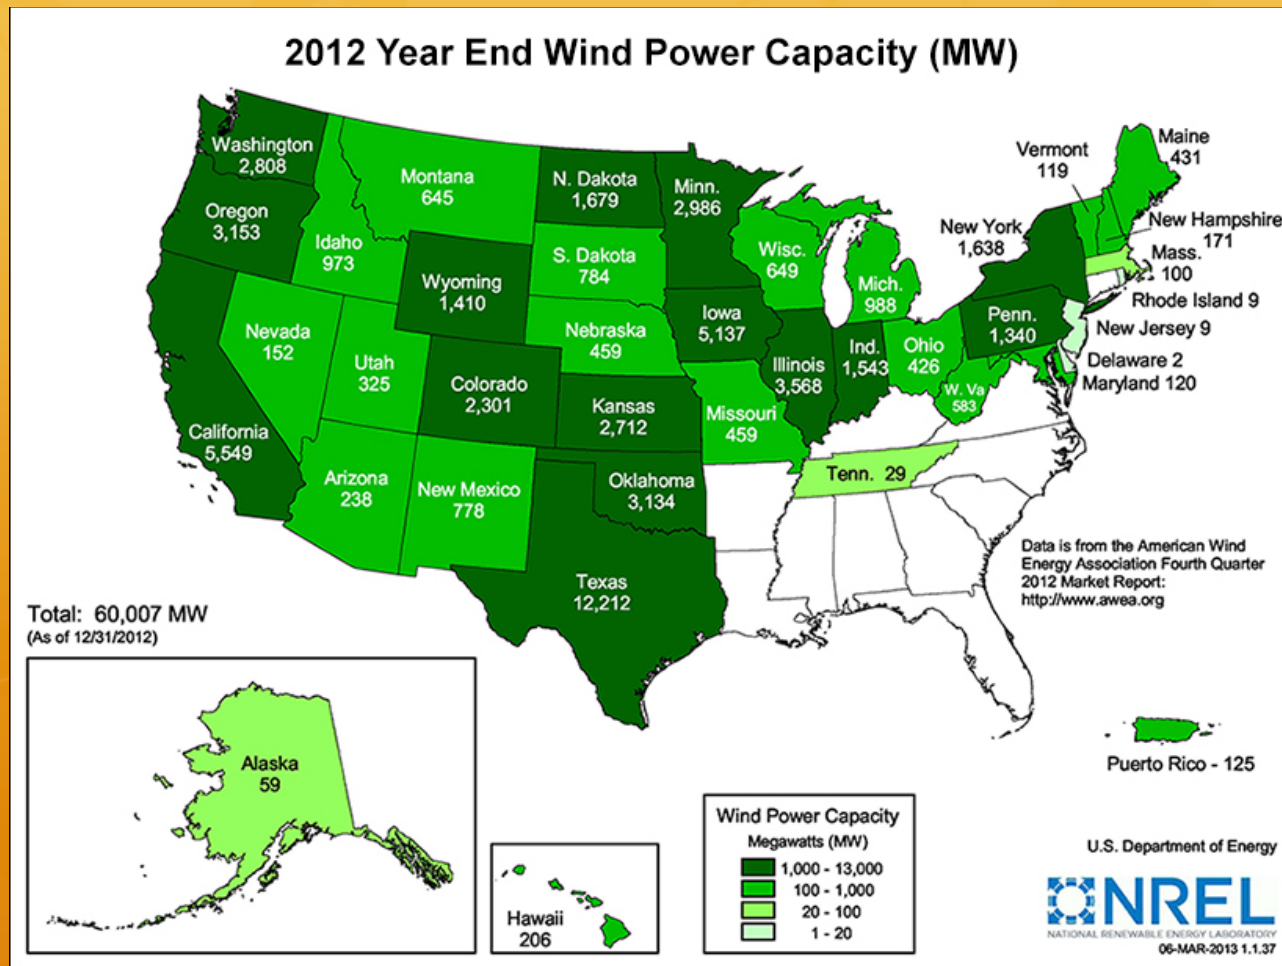 2012 Year End Wind Power Capacity (MW)
Washington
2,808
Oregon
3,153
California
5,549
Idaho
973
Nevada
152
Montana
645
Wyoming
1,410
Utah
325
Colorado
2,301
Arizona
238
New Mexico
778
N. Dakota
1,679
S. Dakota
784
Nebraska
459
Kansas
2,712
Oklahoma
3,134
Texas
12,212
Minn.
2,986
Iowa
5,137
Missouri
459
Wisc.
649
Illinois
3,568
Mich.
988
Ind.
1,543
Ohio
426
W. Va
583
Tenn. 29
Penn.
1,340
New York
1,638
Vermont
119
Maine
431
New Hampshire
171
Mass.
100
Rhode Island 9
New Jersey 9
Delaware 2
Maryland 120
Data is from the American Wind
Energy Association Fourth Quarter
2012 Market Report:
http://www.awea.org
Total: 60,007 MW
(As of 12/31/2012)
Alaska
59
Hawaii
206
Puerto Rico - 125
Wind Power Capacity
Megawatts (MW)
1,000 - 13,000
100 - 1,000
20 - 100
1 - 20
U.S. Department of Energy
NREL
NATIONAL RENEWABLE ENERGY LABORATORY
06-MAR-2013 1.1.37